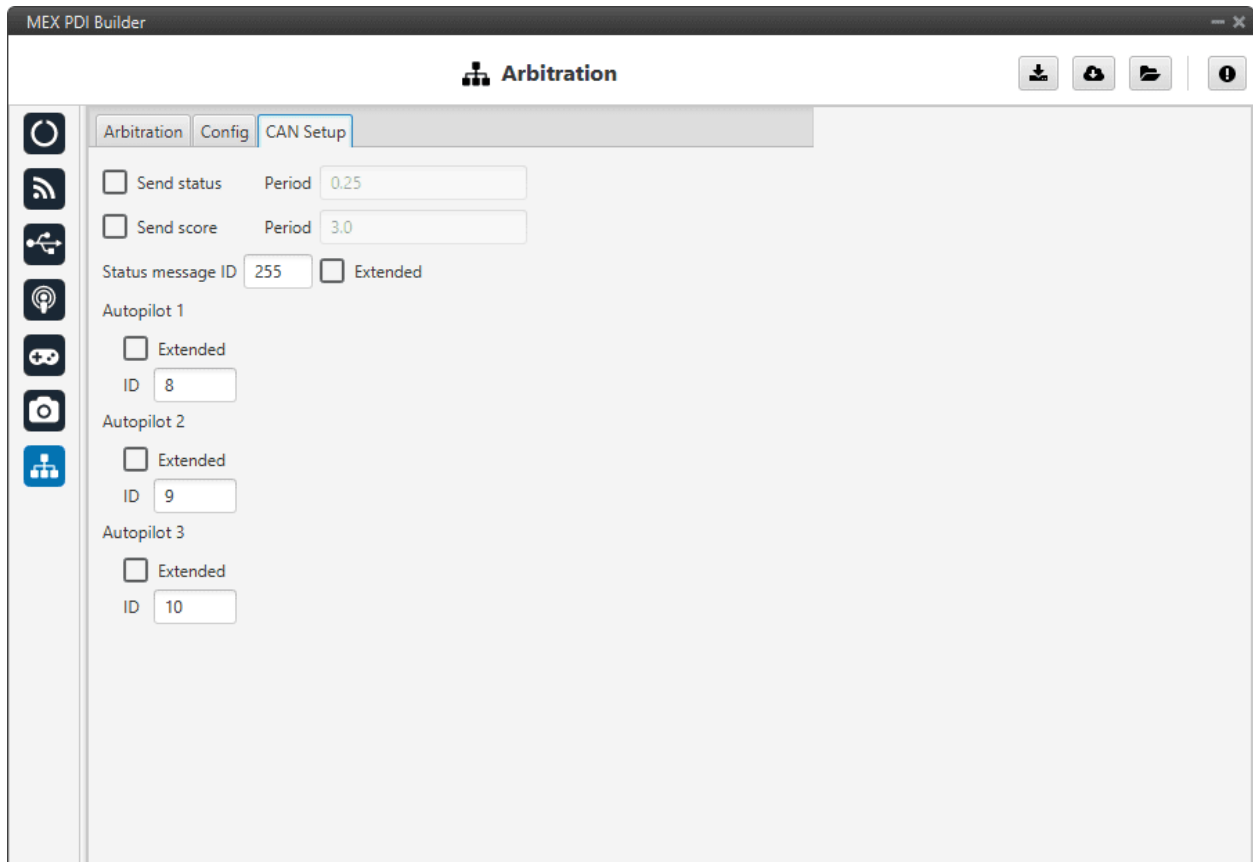 MEX PDI Builder
Arbitration
Arbitration Config CAN Setup
Send status Period 0.25
Send score Period 3.0
Status message ID 255 Extended
Autopilot 1
Extended
ID 8
Autopilot 2
Extended
ID 9
Autopilot 3
Extended
ID 10